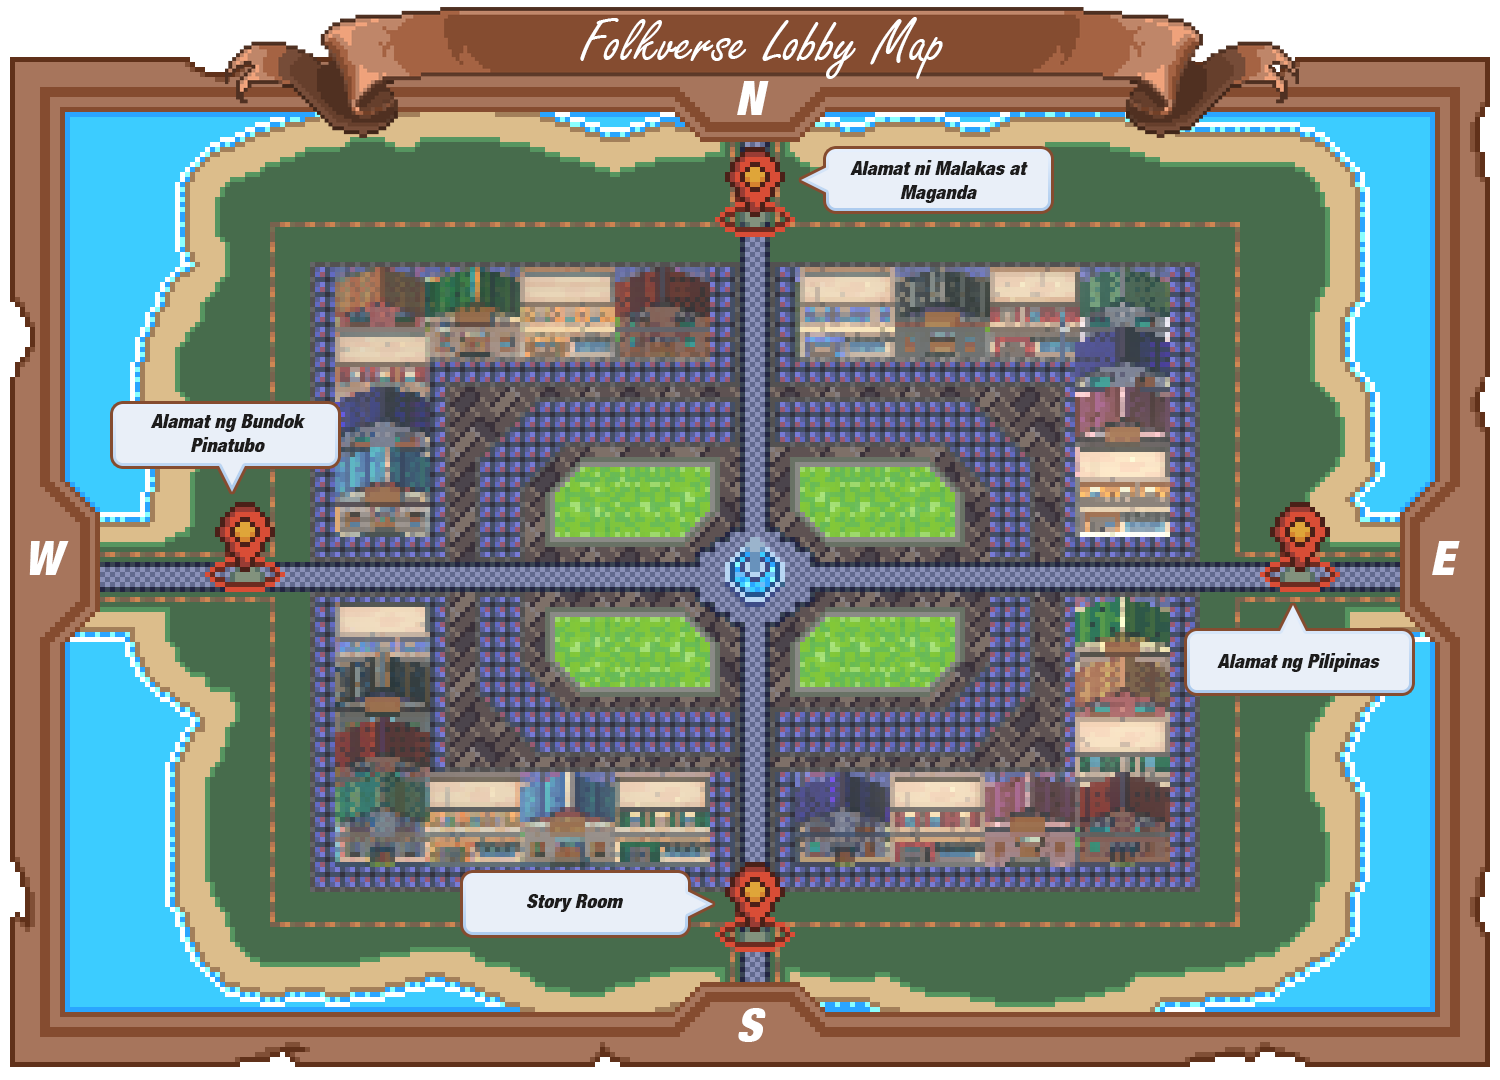 Folkverse Lobby Map
N
Alamat ni Malakas at
Maganda
Alamat ng Bundok
Pinatubo
W
E
Alamat ng Pilipinas
Story Room
S